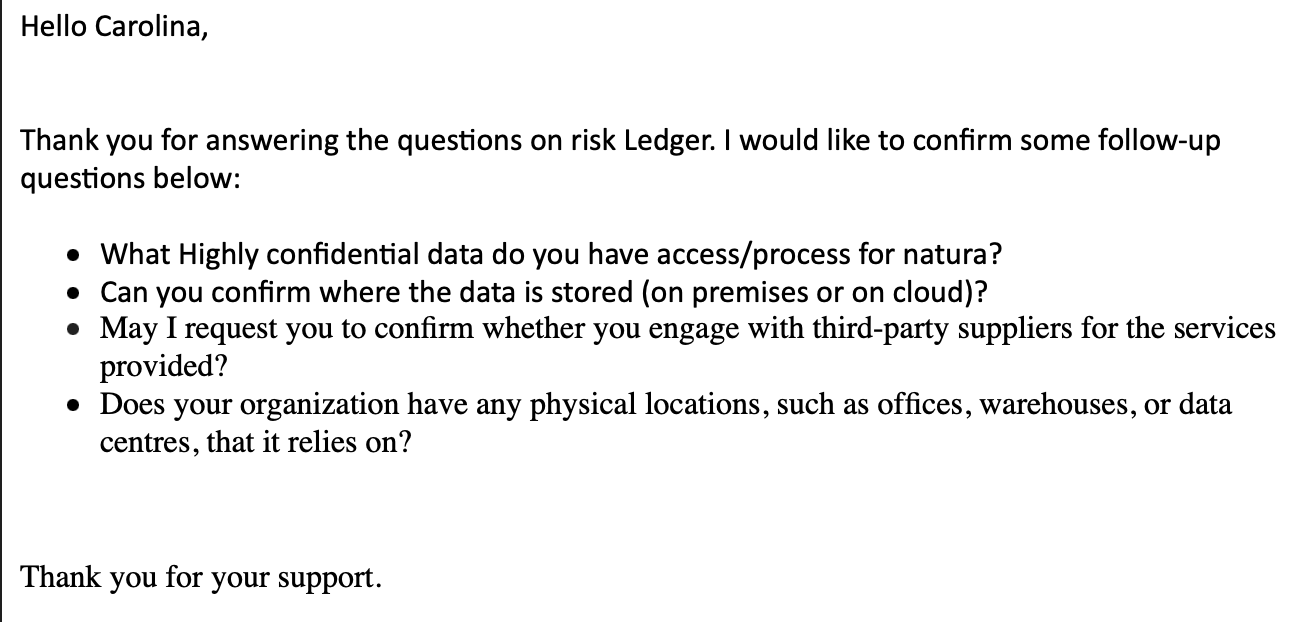 Hello Carolina,
Thank you for answering the questions on risk Ledger. I would like to confirm some follow-up
questions below:
• What Highly confidential data do you have access/process for natura?
• Can you confirm where the data is stored (on premises or on cloud)?
• May I request you to confirm whether you engage with third-party suppliers for the services
provided?
• Does your organization have any physical locations, such as offices, warehouses, or data
centres, that it relies on?
Thank you for your support.